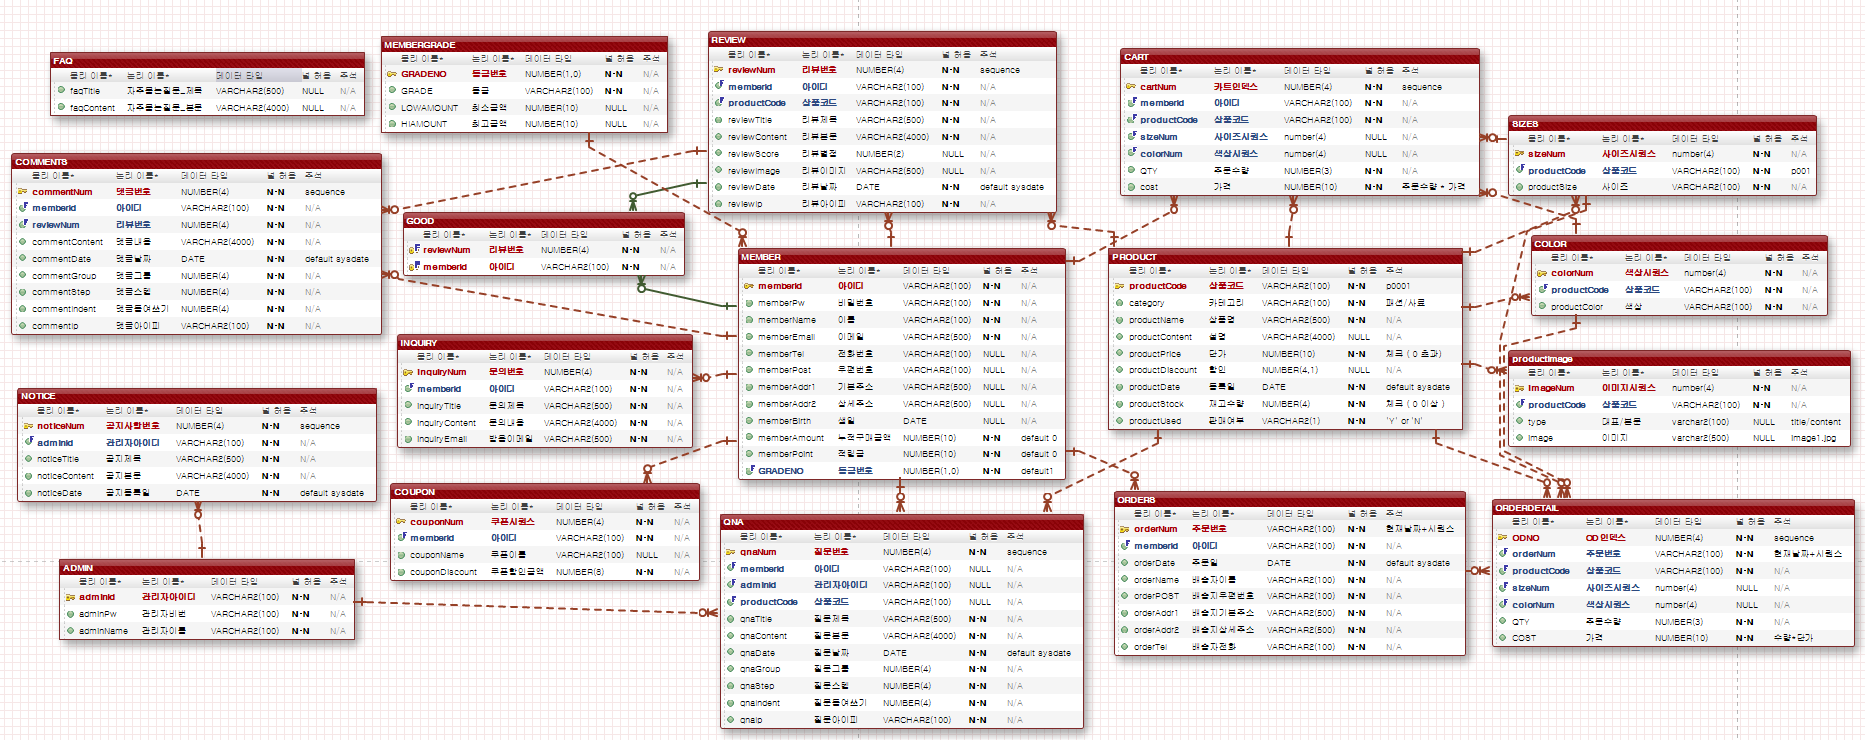 FAQ
물리 이름* 논리 이름* 데이터 타입 널 허용 주석
faqTitle 자주묻는질문_제목 VARCHAR2(500) NULL N/A
faqContent 자주묻는질문_본문 VARCHAR2(4000) NULL N/A
MEMBERGRADE
물리 이름* 논리 이름* 데이터 타입 널 허용 주석
GRADENO 등급번호 NUMBER(1,0) N-N N/A
GRADE 등급 VARCHAR2(100) N-N N/A
LOWAMOUNT 최소금액 NUMBER(10) NULL N/A
HIAMOUNT 최고금액 NUMBER(10) NULL N/A
REVIEW
물리 이름* 논리 이름* 데이터 타입 널 허용 주석
reviewNum 리뷰번호 NUMBER(4) N-N sequence
memberId 아이디 VARCHAR2(100) N-N N/A
productCode 상품코드 VARCHAR2(100) N-N N/A
reviewTitle 리뷰제목 VARCHAR2(500) N-N N/A
reviewContent 리뷰본문 VARCHAR2(4000) N-N N/A
reviewScore 리뷰별점 NUMBER(2) NULL N/A
reviewImage 리뷰이미지 VARCHAR2(500) NULL N/A
reviewDate 리뷰날짜 DATE N-N default sysdate
reviewIp 리뷰아이피 VARCHAR2(100) N-N N/A
CART
물리 이름* 논리 이름* 데이터 타입 널 허용 주석
cartNum 카트인덱스 NUMBER(4) N-N sequence
memberId 아이디 VARCHAR2(100) N-N N/A
productCode 상품코드 VARCHAR2(100) N-N N/A
sizeNum 사이즈시퀀스 number(4) NULL N/A
colorNum 색상시퀀스 number(4) NULL N/A
QTY 주문수량 NUMBER(3) N-N N/A
cost 가격 NUMBER(10) N-N 주문수량 * 가격
SIZES
물리 이름* 논리 이름* 데이터 타입 널 허용 주석
sizeNum 사이즈시퀀스 number(4) N-N N/A
productCode 상품코드 VARCHAR2(100) N-N p001
productSize 사이즈 VARCHAR2(100) N-N N/A
COMMENTS
물리 이름* 논리 이름* 데이터 타입 널 허용 주석
commentNum 댓글번호 NUMBER(4) N-N sequence
memberId 아이디 VARCHAR2(100) N-N N/A
reviewNum 리뷰번호 NUMBER(4) N-N N/A
commentContent 댓글내용 VARCHAR2(4000) N-N N/A
commentDate 댓글날짜 DATE N-N default sysdate
commentGroup 댓글그룹 NUMBER(4) N-N N/A
commentStep 댓글스텝 NUMBER(4) N-N N/A
commentIndent 댓글들여쓰기 NUMBER(4) N-N N/A
commentIp 댓글아이피 VARCHAR2(100) N-N N/A
GOOD
물리 이름* 논리 이름* 데이터 타입 널 허용 주석
reviewNum 리뷰번호 NUMBER(4) N-N N/A
memberId 아이디 VARCHAR2(100) N-N N/A
MEMBER
물리 이름* 논리 이름* 데이터 타입 널 허용 주석
memberId 아이디 VARCHAR2(100) N-N N/A
memberPw 비밀번호 VARCHAR2(100) N-N N/A
memberName 이름 VARCHAR2(100) N-N N/A
memberEmail 이메일 VARCHAR2(500) N-N N/A
memberTel 전화번호 VARCHAR2(100) NULL N/A
memberPost 우편번호 VARCHAR2(100) NULL N/A
memberAddr1 기본주소 VARCHAR2(500) NULL N/A
memberAddr2 상세주소 VARCHAR2(500) NULL N/A
memberBirth 생일 DATE NULL N/A
memberAmount 누적구매금액 NUMBER(10) N-N default 0
memberPoint 적립금 NUMBER(10) N-N default 0
GRADENO 등급번호 NUMBER(1,0) N-N default1
PRODUCT
물리 이름* 논리 이름* 데이터 타입 널 허용 주석
productCode 상품코드 VARCHAR2(100) N-N p0001
category 카테고리 VARCHAR2(100) N-N 패션/사료
productName 상품명 VARCHAR2(500) N-N N/A
productContent 설명 VARCHAR2(4000) NULL N/A
productPrice 단가 NUMBER(10) N-N 체크 ( 0 초과)
productDiscount 할인 NUMBER(4,1) NULL N/A
productDate 등록일 DATE N-N default sysdate
productStock 재고수량 NUMBER(4) N-N 체크 ( 0 이상 )
productUsed 판매여부 VARCHAR2(1) N-N 'Y' or 'N'
COLOR
물리 이름* 논리 이름* 데이터 타입 널 허용 주석
colorNum 색상시퀀스 number(4) N-N N/A
productCode 상품코드 VARCHAR2(100) N-N N/A
productColor 색상 VARCHAR2(100) N-N N/A
INQUIRY
물리 이름* 논리 이름* 데이터 타입 널 허용 주석
inquiryNum 문의번호 NUMBER(4) N-N N/A
memberId 아이디 VARCHAR2(100) N-N N/A
inquiryTitle 문의제목 VARCHAR2(500) N-N N/A
inquiryContent 문의내용 VARCHAR2(4000) N-N N/A
inquiryEmail 받을이메일 VARCHAR2(500) N-N N/A
productImage
물리 이름* 논리 이름* 데이터 타입 널 허용 주석
imageNum 이미지시퀀스 number(4) N-N N/A
productCode 상품코드 VARCHAR2(100) N-N N/A
type 대표/본문 varchar2(100) NULL title/content
image 이미지 varchar2(500) NULL image1.jpg
NOTICE
물리 이름* 논리 이름* 데이터 타입 널 허용 주석
noticeNum 공지사항번호 NUMBER(4) N-N sequence
adminId 관리자아이디 VARCHAR2(100) N-N N/A
noticeTitle 공지제목 VARCHAR2(500) N-N N/A
noticeContent 공지본문 VARCHAR2(4000) N-N N/A
noticeDate 공지등록일 DATE N-N default sysdate
COUPON
물리 이름* 논리 이름* 데이터 타입 널 허용 주석
couponNum 쿠폰시퀀스 NUMBER(4) N-N N/A
memberId 아이디 VARCHAR2(100) N-N N/A
couponName 쿠폰이름 VARCHAR2(100) NULL N/A
couponDiscount 쿠폰할인금액 NUMBER(8) N-N N/A
ORDERS
물리 이름* 논리 이름* 데이터 타입 널 허용 주석
orderNum 주문번호 VARCHAR2(100) N-N 현재날짜+시퀀스
memberId 아이디 VARCHAR2(100) N-N N/A
orderDate 주문일 DATE N-N default sysdate
orderName 배송자이름 VARCHAR2(100) N-N N/A
orderPOST 배송지우편번호 VARCHAR2(100) N-N N/A
orderAddr1 배송지기본주소 VARCHAR2(500) N-N N/A
orderAddr2 배송지상세주소 VARCHAR2(500) N-N N/A
orderTel 배송자전화 VARCHAR2(100) N-N N/A
ORDERDETAIL
물리 이름* 논리 이름* 데이터 타입 널 허용 주석
ODNO OD인덱스 NUMBER(4) N-N sequence
orderNum 주문번호 VARCHAR2(100) N-N 현재날짜+시퀀스
productCode 상품코드 VARCHAR2(100) N-N N/A
sizeNum 사이즈시퀀스 number(4) NULL N/A
colorNum 색상시퀀스 number(4) NULL N/A
QTY 주문수량 NUMBER(3) N-N N/A
COST 가격 NUMBER(10) N-N 수량*단가
QNA
물리 이름* 논리 이름* 데이터 타입 널 허용 주석
qnaNum 질문번호 NUMBER(4) N-N sequence
memberId 아이디 VARCHAR2(100) NULL N/A
adminId 관리자아이디 VARCHAR2(100) NULL N/A
productCode 상품코드 VARCHAR2(100) NULL N/A
qnaTitle 질문제목 VARCHAR2(500) N-N N/A
qnaContent 질문본문 VARCHAR2(4000) N-N N/A
qnaDate 질문날짜 DATE N-N default sysdate
qnaGroup 질문그룹 NUMBER(4) N-N N/A
qnaStep 질문스텝 NUMBER(4) N-N N/A
qnaIndent 질문들여쓰기 NUMBER(4) N-N N/A
qnaIp 질문아이피 VARCHAR2(100) N-N N/A
ADMIN
물리 이름* 논리 이름* 데이터 타입 널 허용 주석
adminId 관리자아이디 VARCHAR2(100) N-N N/A
adminPw 관리자비번 VARCHAR2(100) N-N N/A
adminName 관리자이름 VARCHAR2(100) N-N N/A